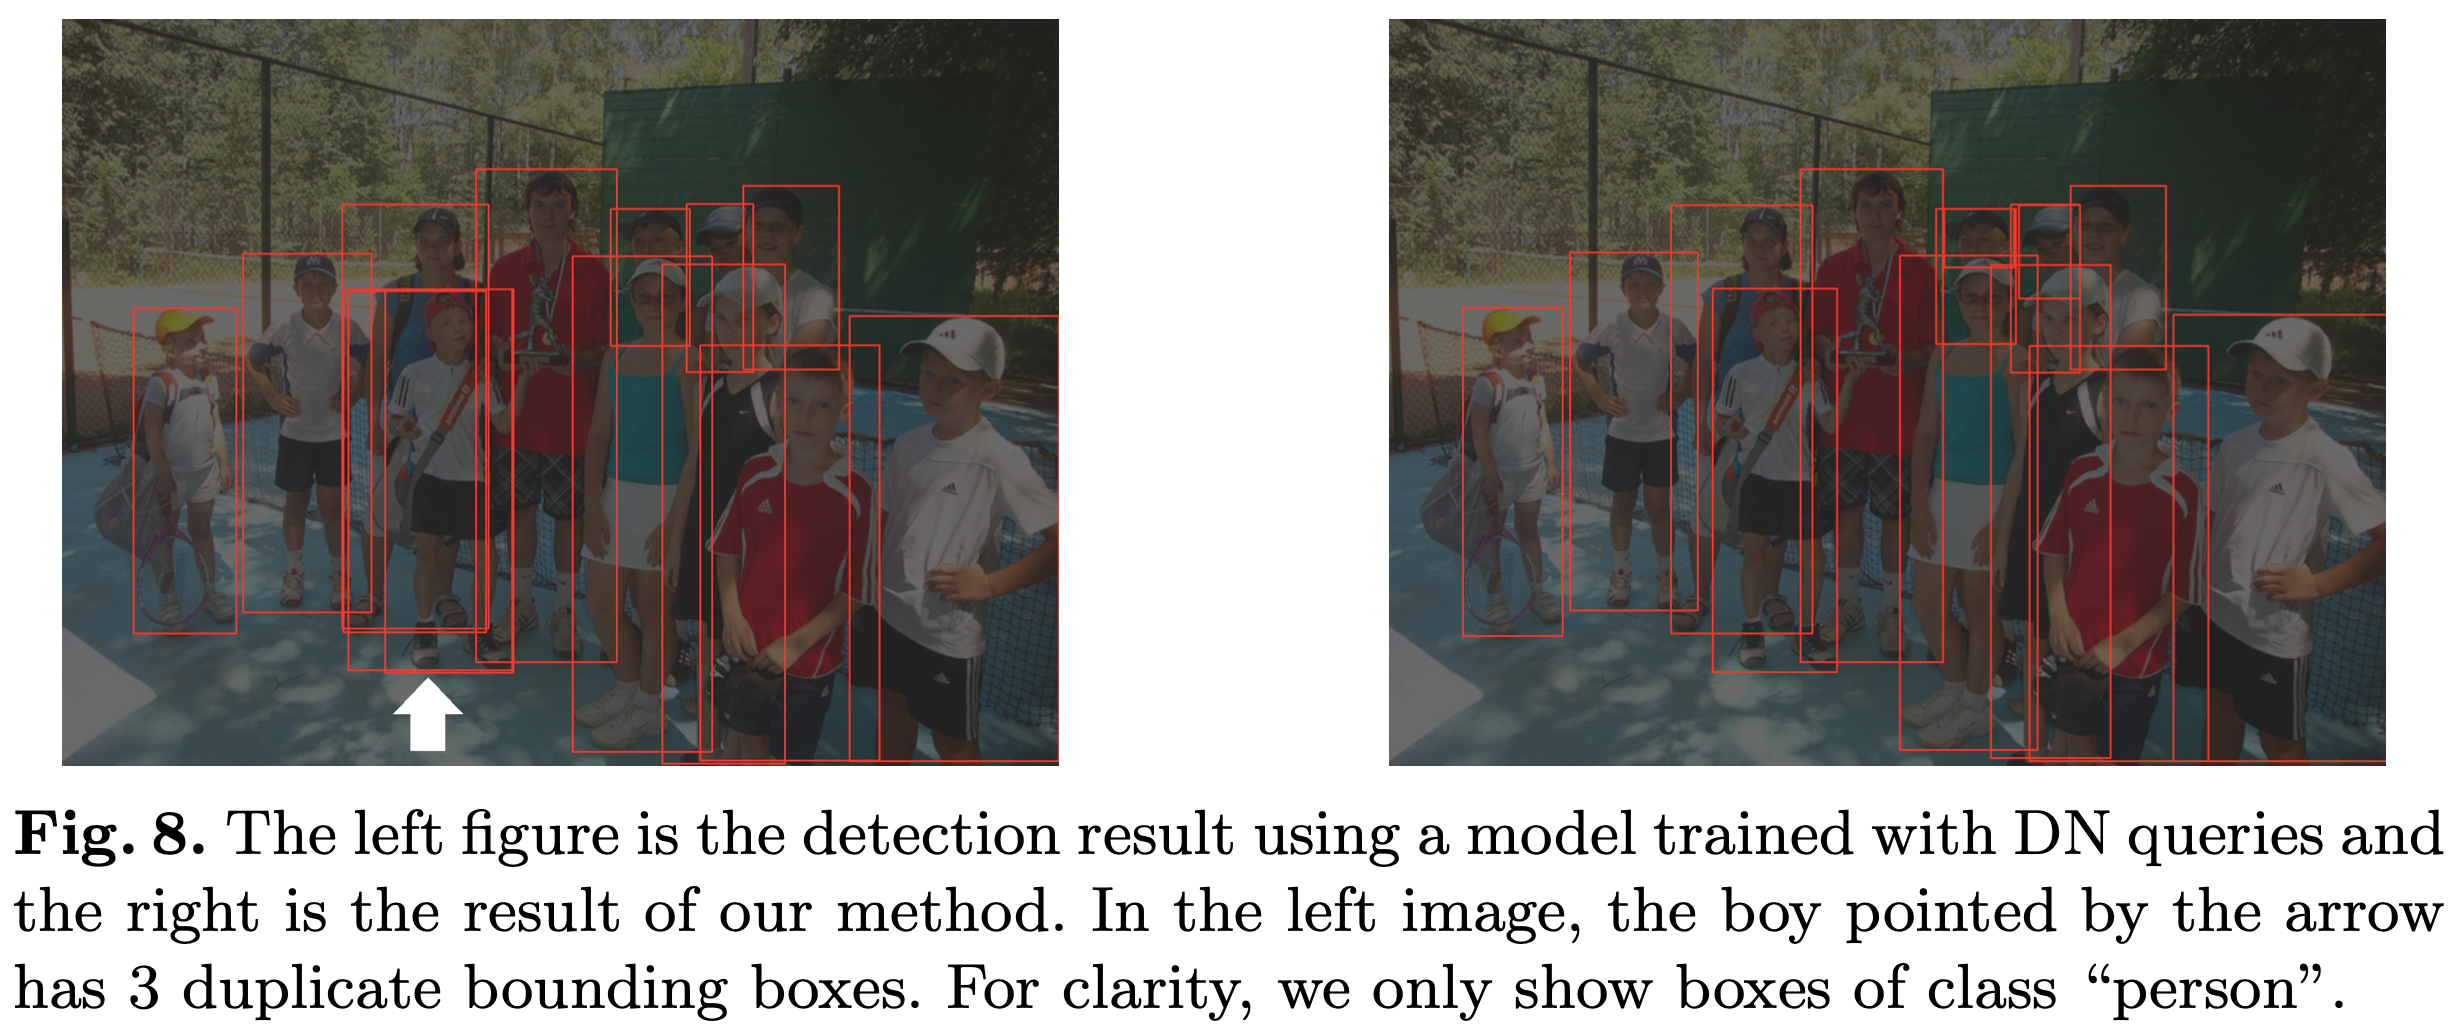 Fig. 8. The left figure is the detection result using a model trained with DN queries and
the right is the result of our method. In the left image, the boy pointed by the arrow
has 3 duplicate bounding boxes. For clarity, we only show boxes of class “person”.